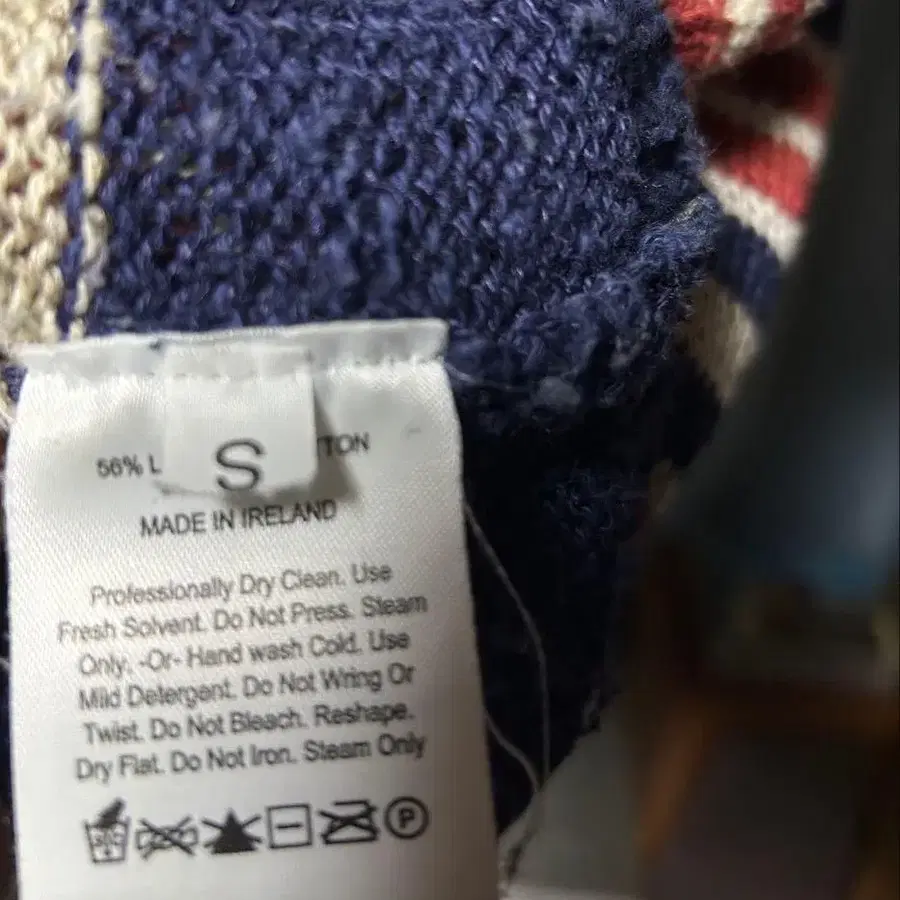 S
56% L TON
MADE IN IRELAND
Professionally Dry Clean. Use
Fresh Solvent. Do Not Press. Steam
Only. -Or- Hand wash Cold. Use
Mild Detergent. Do Not Wring Or
Twist. Do Not Bleach. Reshape.
Dry Flat. Do Not Iron. Steam Only
P